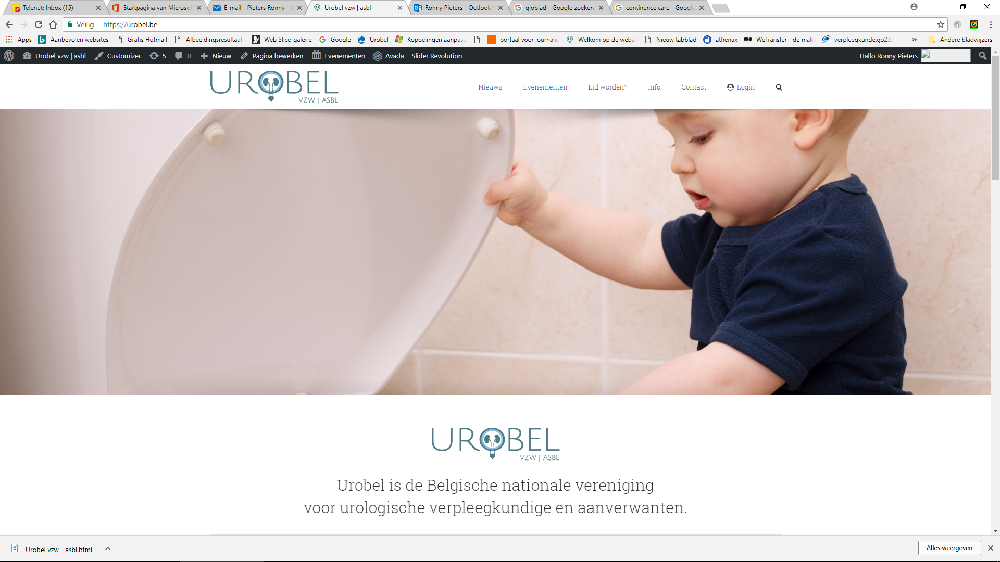 Telenet: Inbox (15)
Startpagina van Microsof
E-mail - Pieters Ronny -
Urobel vzw | asbl
Ronny Pieters - Outlook
globiad - Google zoeken
continence care - Google
Veilig
https://urobel.be
Apps
Aanbevolen websites
Gratis Hotmail
Afbeeldingsresultaat
Web Slice-galerie
Google
Urobel
Koppelingen aanpass
portaal voor journalis
Welkom op de websi
Nieuw tabblad
athenax
WeTransfer - de makk
verpleegkunde.go2.b
»
Andere bladwijzers
Urobel vzw | asbl
Customizer
5
0
Nieuw
Pagina bewerken
Evenementen
Avada
Slider Revolution
Hallo Ronny Pieters
UROBEL
VZW | ASBL
Nieuws
Evenementen
Lid worden?
Info
Contact
Login
UROBEL
VZW | ASBL
Urobel is de Belgische nationale vereniging
voor urologische verpleegkundige en aanverwanten.
Urobel vzw _ asbl.html
Alles weergeven